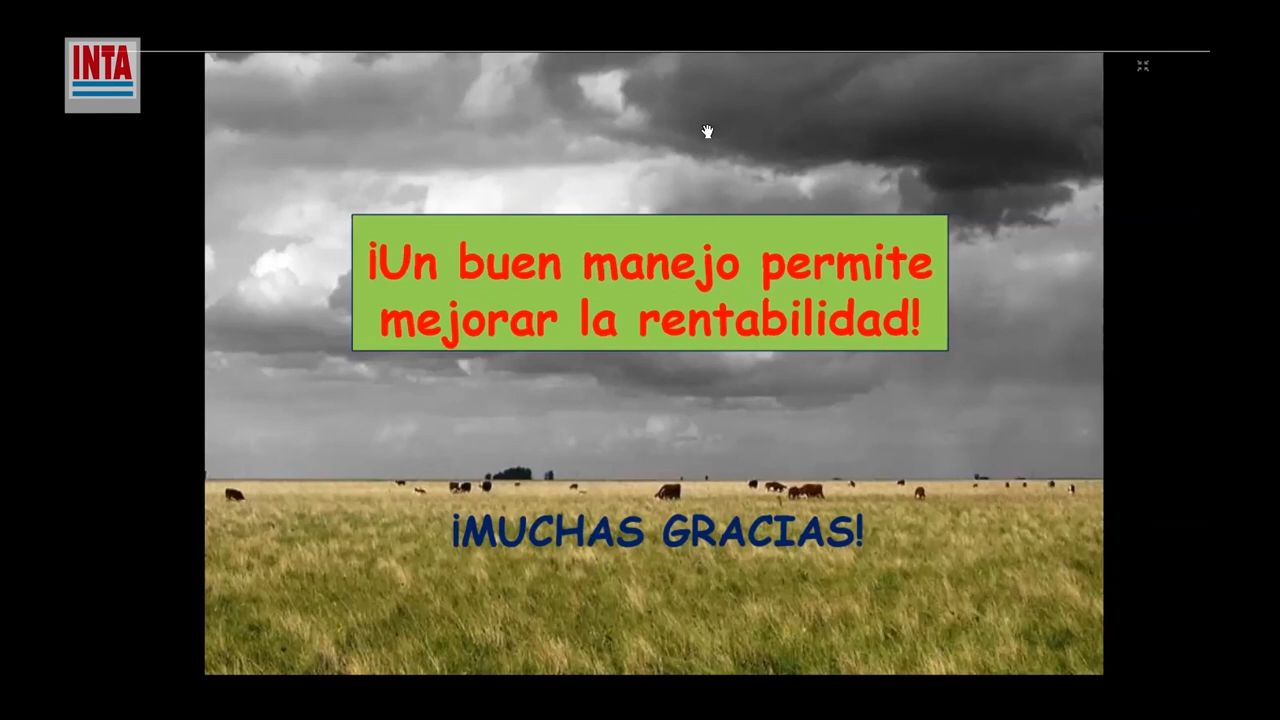 INTA
¡Un buen manejo permite
mejorar la rentabilidad!
¡MUCHAS GRACIAS!